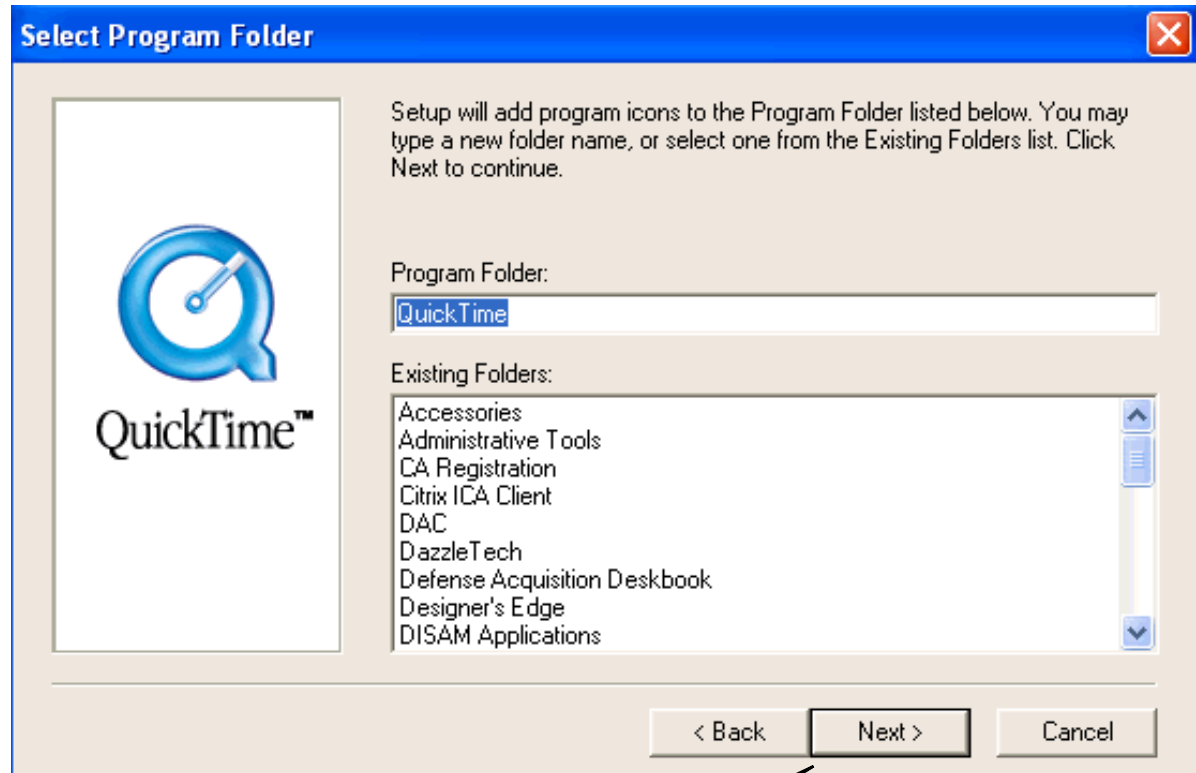 Select Program Folder
Setup will add program icons to the Program Folder listed below. You may
type a new folder name, or select one from the Existing Folders list. Click
Next to continue.
QuickTime™
Program Folder:
QuickTime
Existing Folders:
Accessories
Administrative Tools
CA Registration
Citrix ICA Client
DAC
DazzleTech
Defense Acquisition Deskbook
Designer's Edge
DISAM Applications
< Back
Next >
Cancel